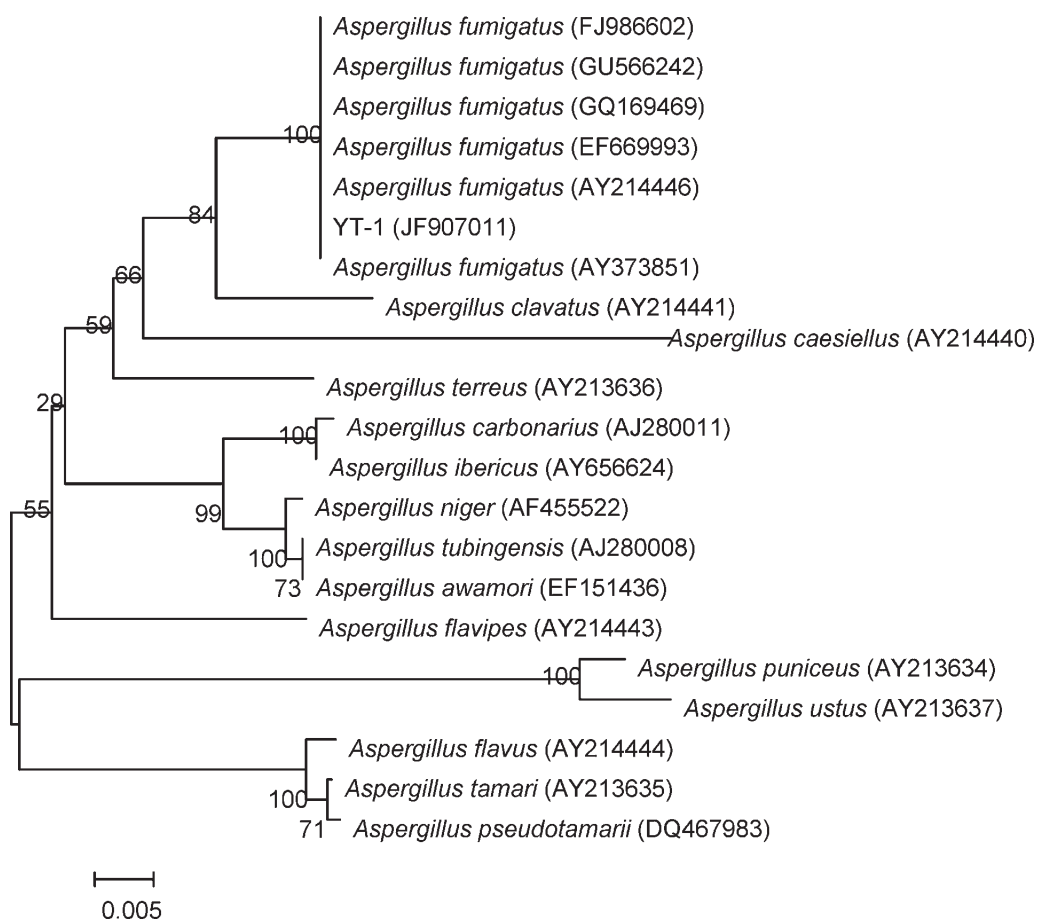 Aspergillus fumigatus (FJ986602)
Aspergillus fumigatus (GU566242)
Aspergillus fumigatus (GQ169469)
100
Aspergillus fumigatus (EF669993)
Aspergillus fumigatus (AY214446)
84
YT-1 (JF907011)
Aspergillus fumigatus (AY373851)
66
Aspergillus clavatus (AY214441)
59
Aspergillus caesiellus (AY214440)
Aspergillus terreus (AY213636)
29
Aspergillus carbonarius (AJ280011)
100
Aspergillus ibericus (AY656624)
Aspergillus niger (AF455522)
55
99
Aspergillus tubingensis (AJ280008)
100
73
Aspergillus awamori (EF151436)
Aspergillus flavipes (AY214443)
Aspergillus puniceus (AY213634)
100
Aspergillus ustus (AY213637)
Aspergillus flavus (AY214444)
Aspergillus tamari (AY213635)
100
71
Aspergillus pseudotamarii (DQ467983)
0.005